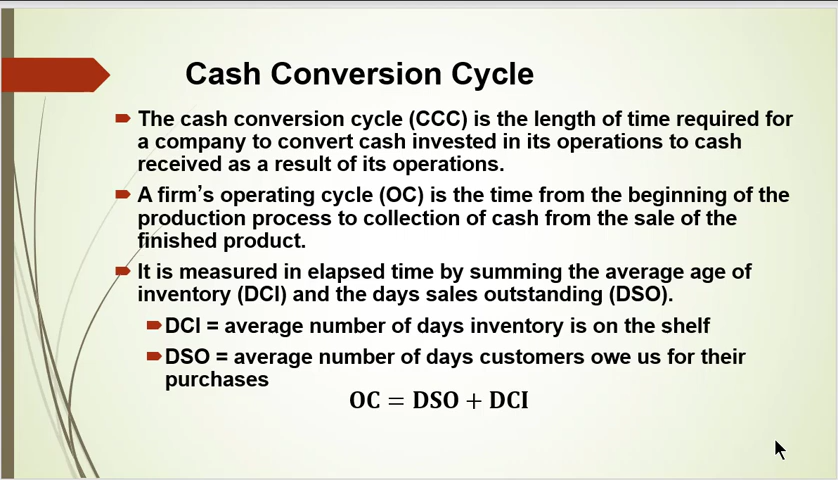 Cash Conversion Cycle
The cash conversion cycle (CCC) is the length of time required for
a company to convert cash invested in its operations to cash
received as a result of its operations.
A firm’s operating cycle (OC) is the time from the beginning of the
production process to collection of cash from the sale of the
finished product.
It is measured in elapsed time by summing the average age of
inventory (DCI) and the days sales outstanding (DSO).
DCI = average number of days inventory is on the shelf
DSO = average number of days customers owe us for their
purchases
OC = DSO + DCI